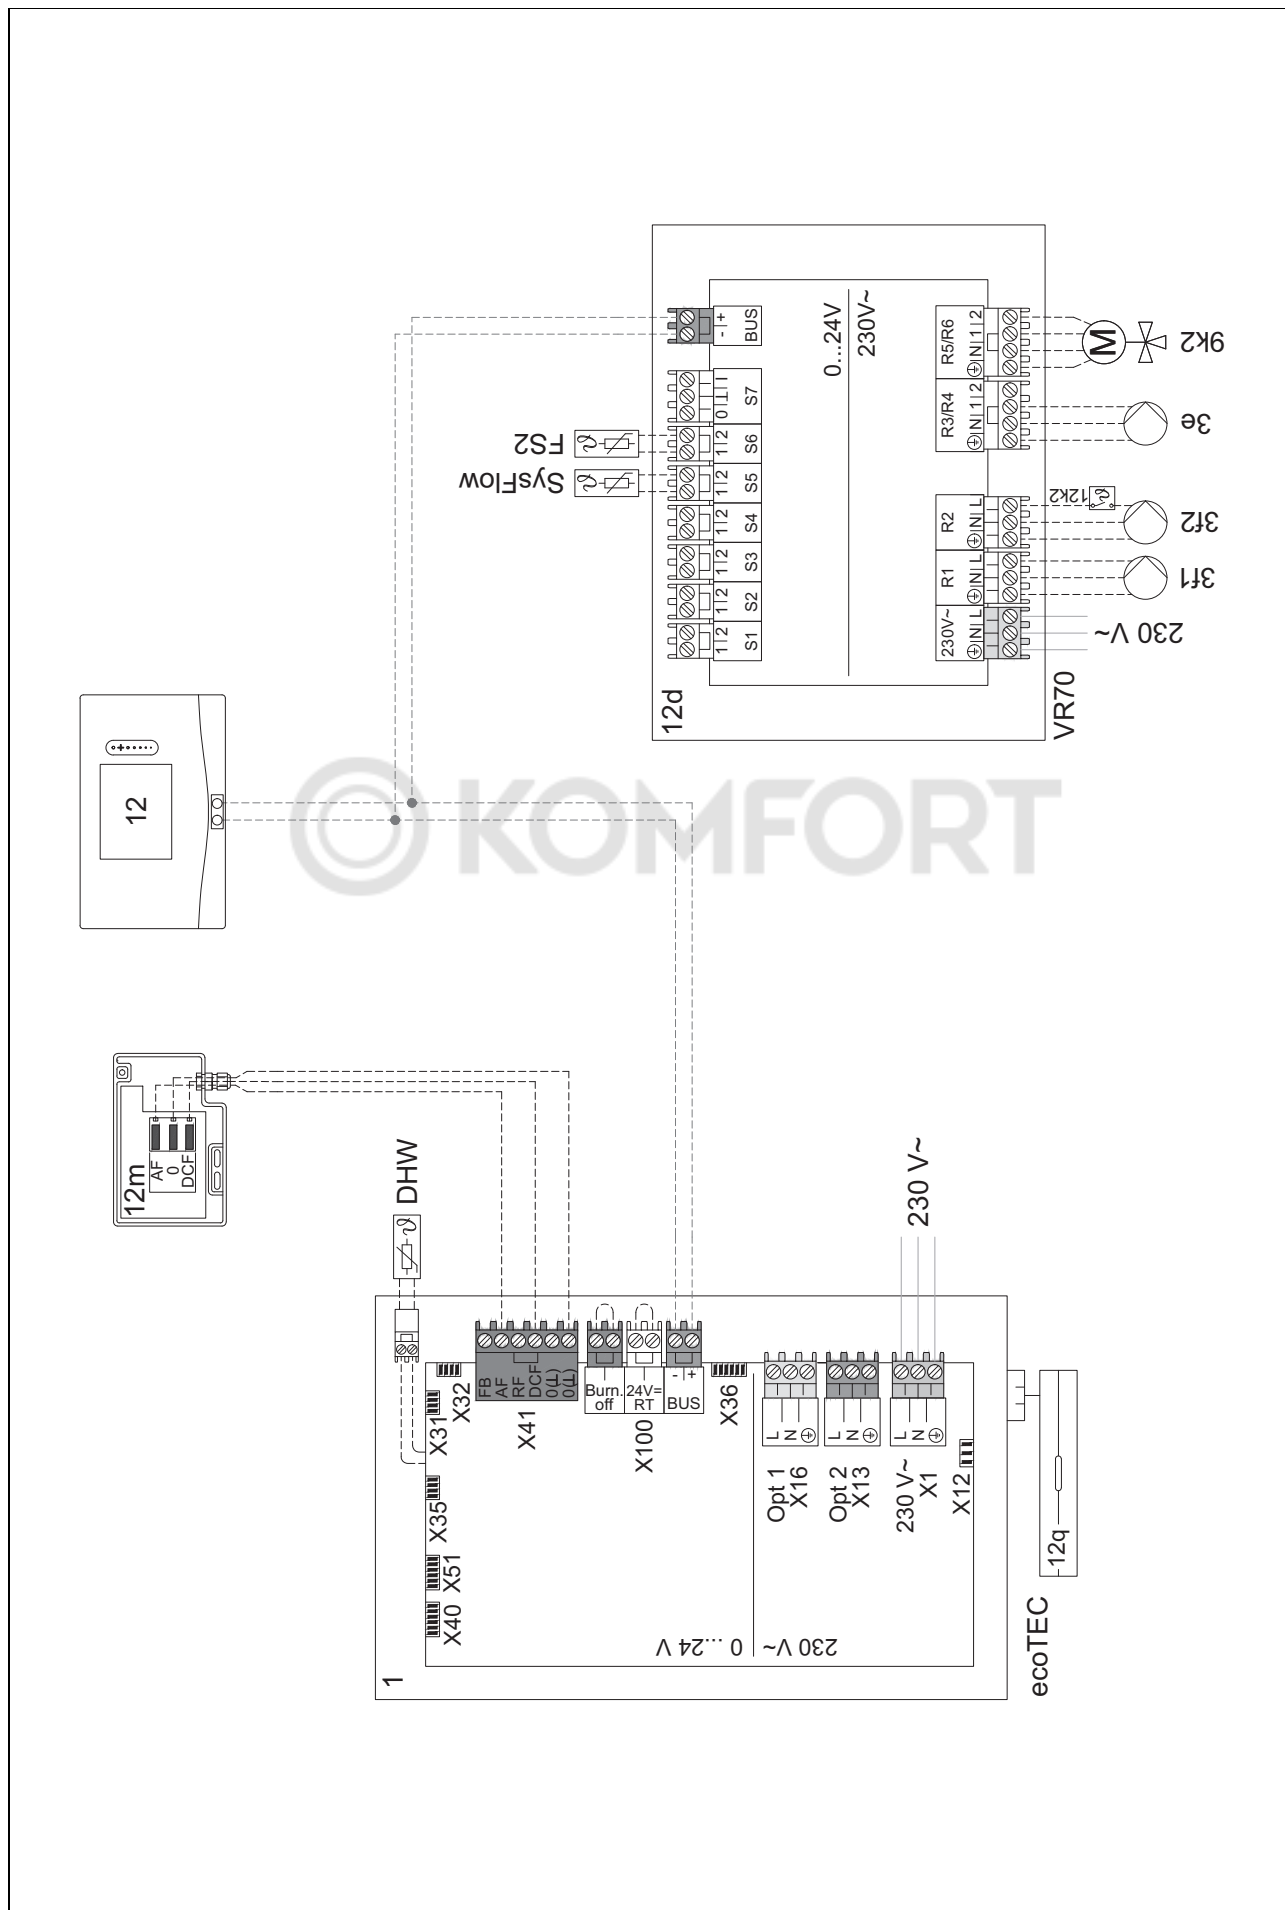 9k2
3e
12k2
3f2
3f1
230 V~
VR70
12d
0...24V
230V~
R5/R6
N 1 2
R3/R4
N 1 2
R2
N L
R1
N L
230V~
N L
BUS
- +
S7
0 T I
S6
1 2
S5
1 2
S4
1 2
S3
1 2
S2
1 2
S1
1 2
FS2
SysFlow
12
KOMFORT
12m
AF
0
DCF
DHW
ϑ
1
X32
X31
X35
X51
X40
FB
AF
RF
DCF
0(⊥)
0(⊥)
X41
Burn.
off
24V=
RT
X100
- +
BUS
X36
L
N
Opt 1
X16
L
N
Opt 2
X13
L
N
230 V~
X1
X12
230 V~
0...24 V
230 V~
ecoTEC
12q
M